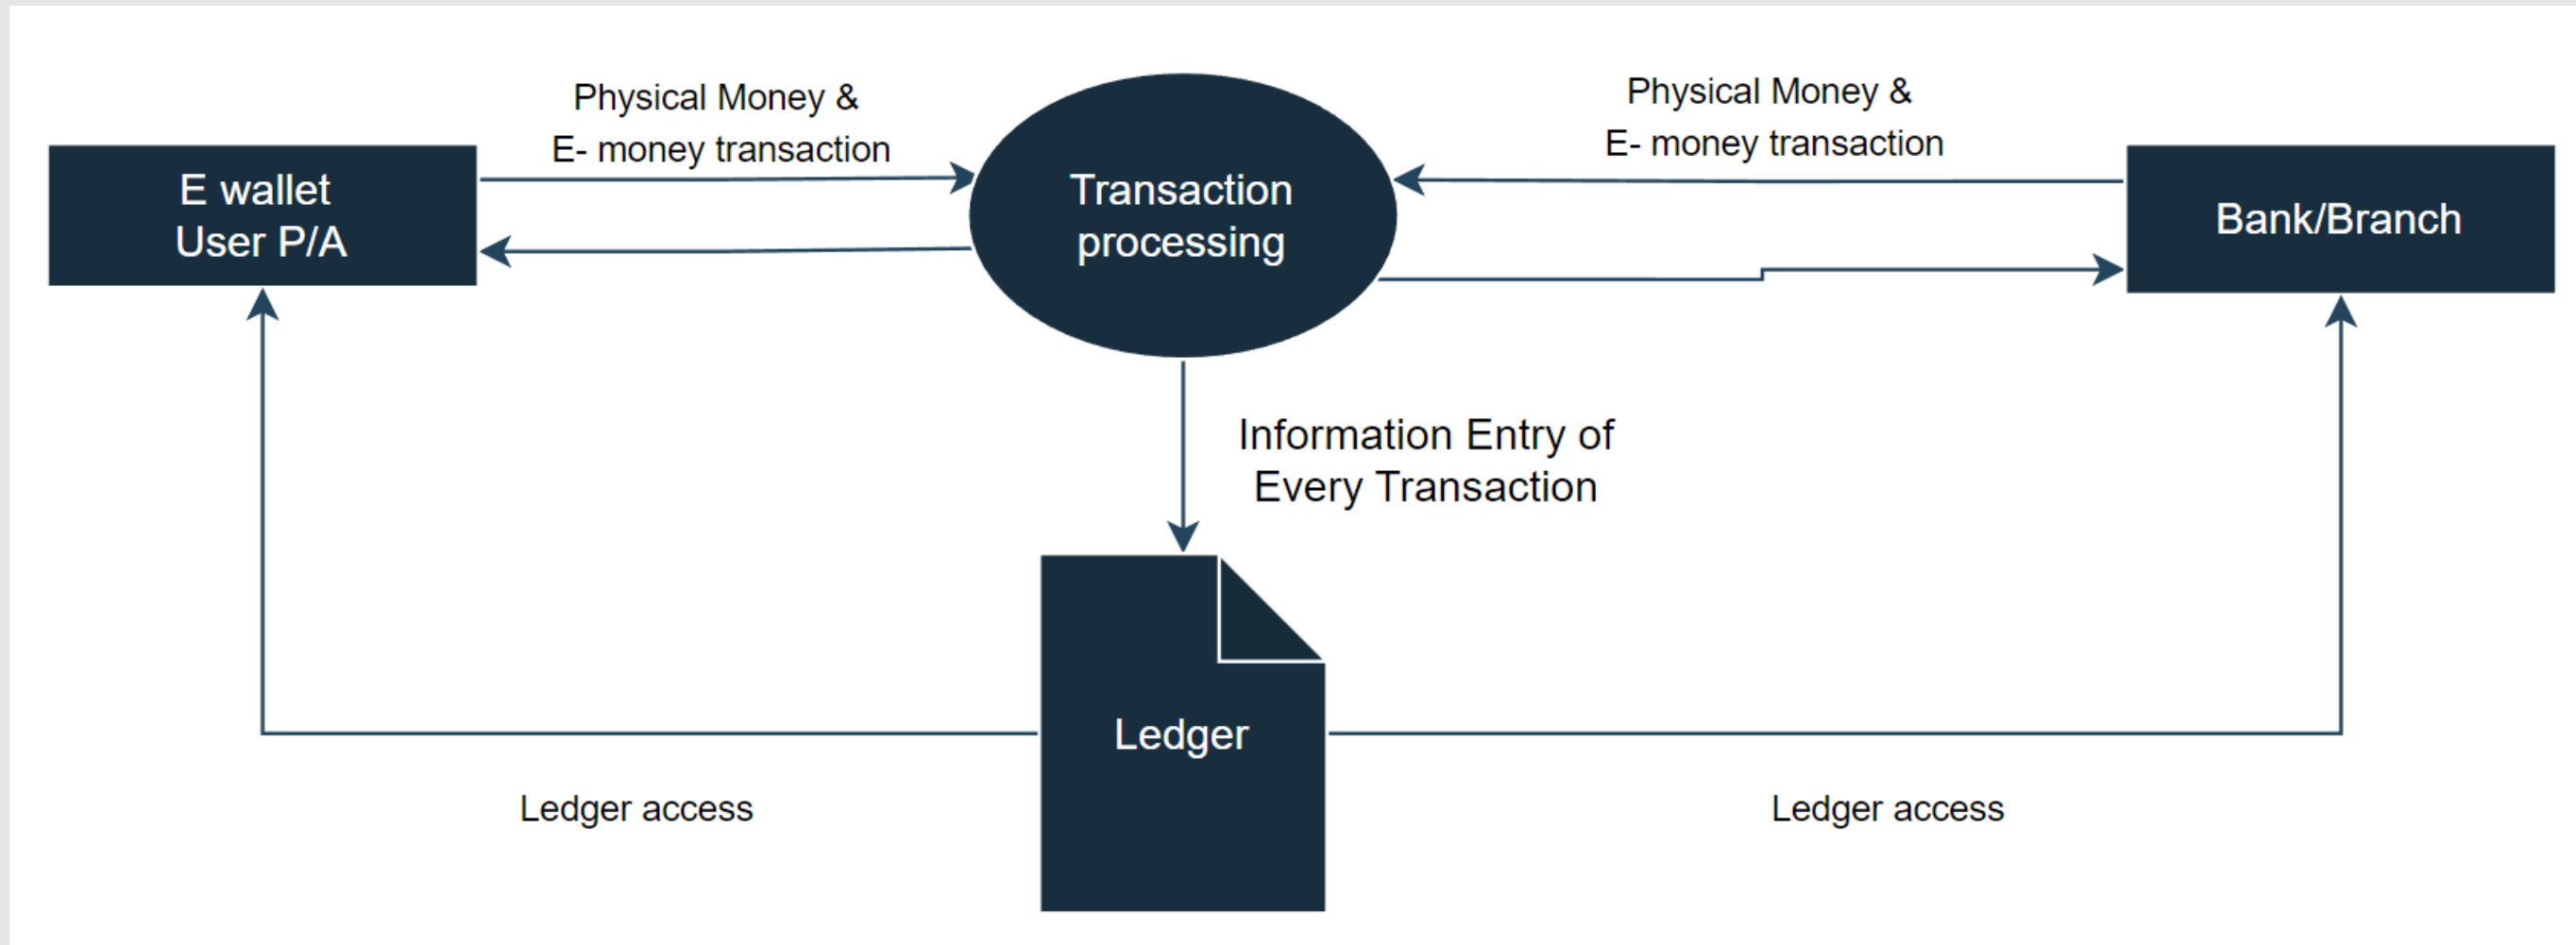 Physical Money &
E- money transaction
Physical Money &
E- money transaction
E wallet
User P/A
Transaction
processing
Bank/Branch
Information Entry of
Every Transaction
Ledger
Ledger access
Ledger access